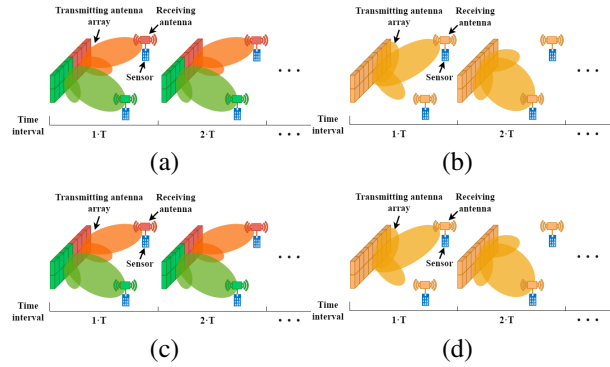 Transmitting antenna
array
Receiving
antenna
Sensor
• • •
Time
interval
1·T
2·T
• • •
(a)
Transmitting antenna
array
Receiving
antenna
Sensor
• • •
Time
interval
1·T
2·T
• • •
(b)
Transmitting antenna
array
Receiving
antenna
Sensor
• • •
Time
interval
1·T
2·T
• • •
(c)
Transmitting antenna
array
Receiving
antenna
Sensor
• • •
Time
interval
1·T
2·T
• • •
(d)